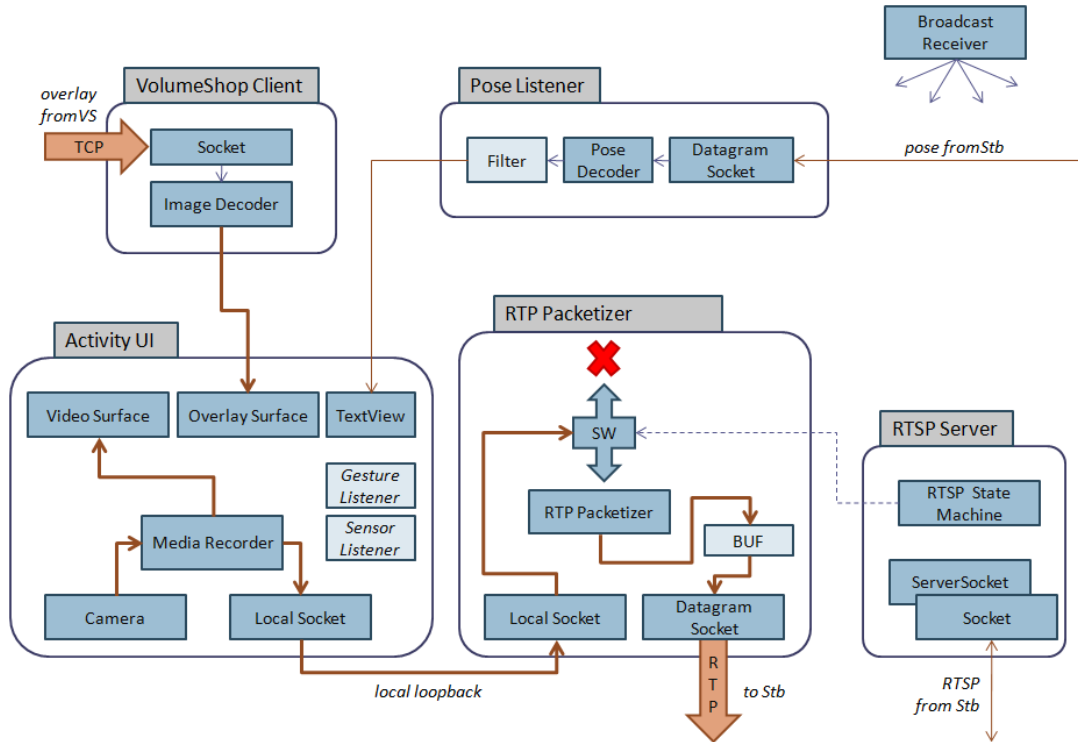 Broadcast
Receiver
VolumeShop Client
overlay
fromVS
TCP
Socket
Image Decoder
Pose Listener
Filter
Pose
Decoder
Datagram
Socket
pose fromStb
Activity UI
Video Surface
Overlay Surface
TextView
Gesture
Listener
Sensor
Listener
Media Recorder
Camera
Local Socket
local loopback
RTP Packetizer
SW
RTP Packetizer
BUF
Local Socket
Datagram
Socket
RTP
to Stb
RTSP Server
RTSP State
Machine
ServerSocket
Socket
RTSP
from Stb